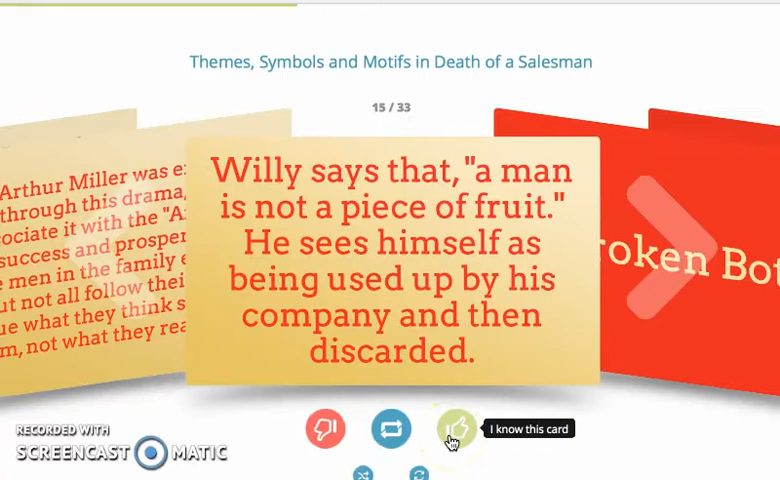 Themes, Symbols and Motifs in Death of a Salesman
15 / 33
Arthur Miller was
through this drama,
with the
success and prosper
men in the family
ut not all follow thei
ue what they think s
m, not what they rea
Willy says that, "a man
is not a piece of fruit."
He sees himself as
being used up by his
company and then
discarded.
roken Bot
I know this card
RECORDED WITH
SCREENCAST MATIC